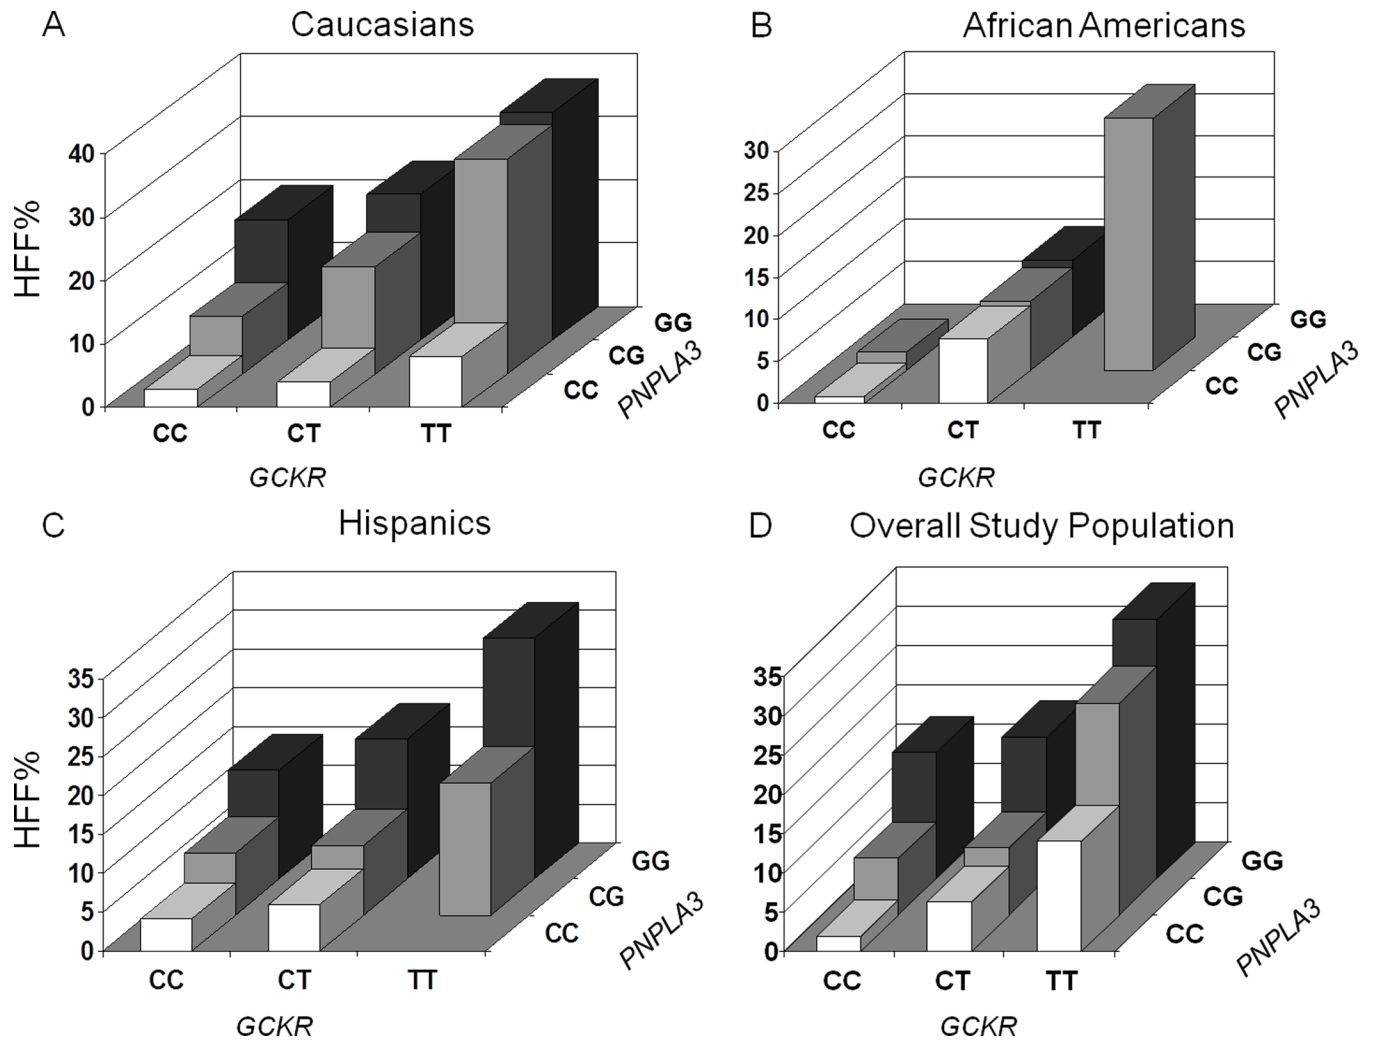 A
Caucasians
40
30
20
10
0
HFF%
CC
CT
TT
GCKR
GG
CG
CC
PNPLA3
B
African Americans
30
25
20
15
10
5
0
CC
CT
TT
GCKR
GG
CG
CC
PNPLA3
C
Hispanics
35
30
25
20
15
10
5
0
HFF%
CC
CT
TT
GCKR
GG
CG
CC
PNPLA3
D
Overall Study Population
35
30
25
20
15
10
5
0
CC
CT
TT
GCKR
GG
CG
CC
PNPLA3